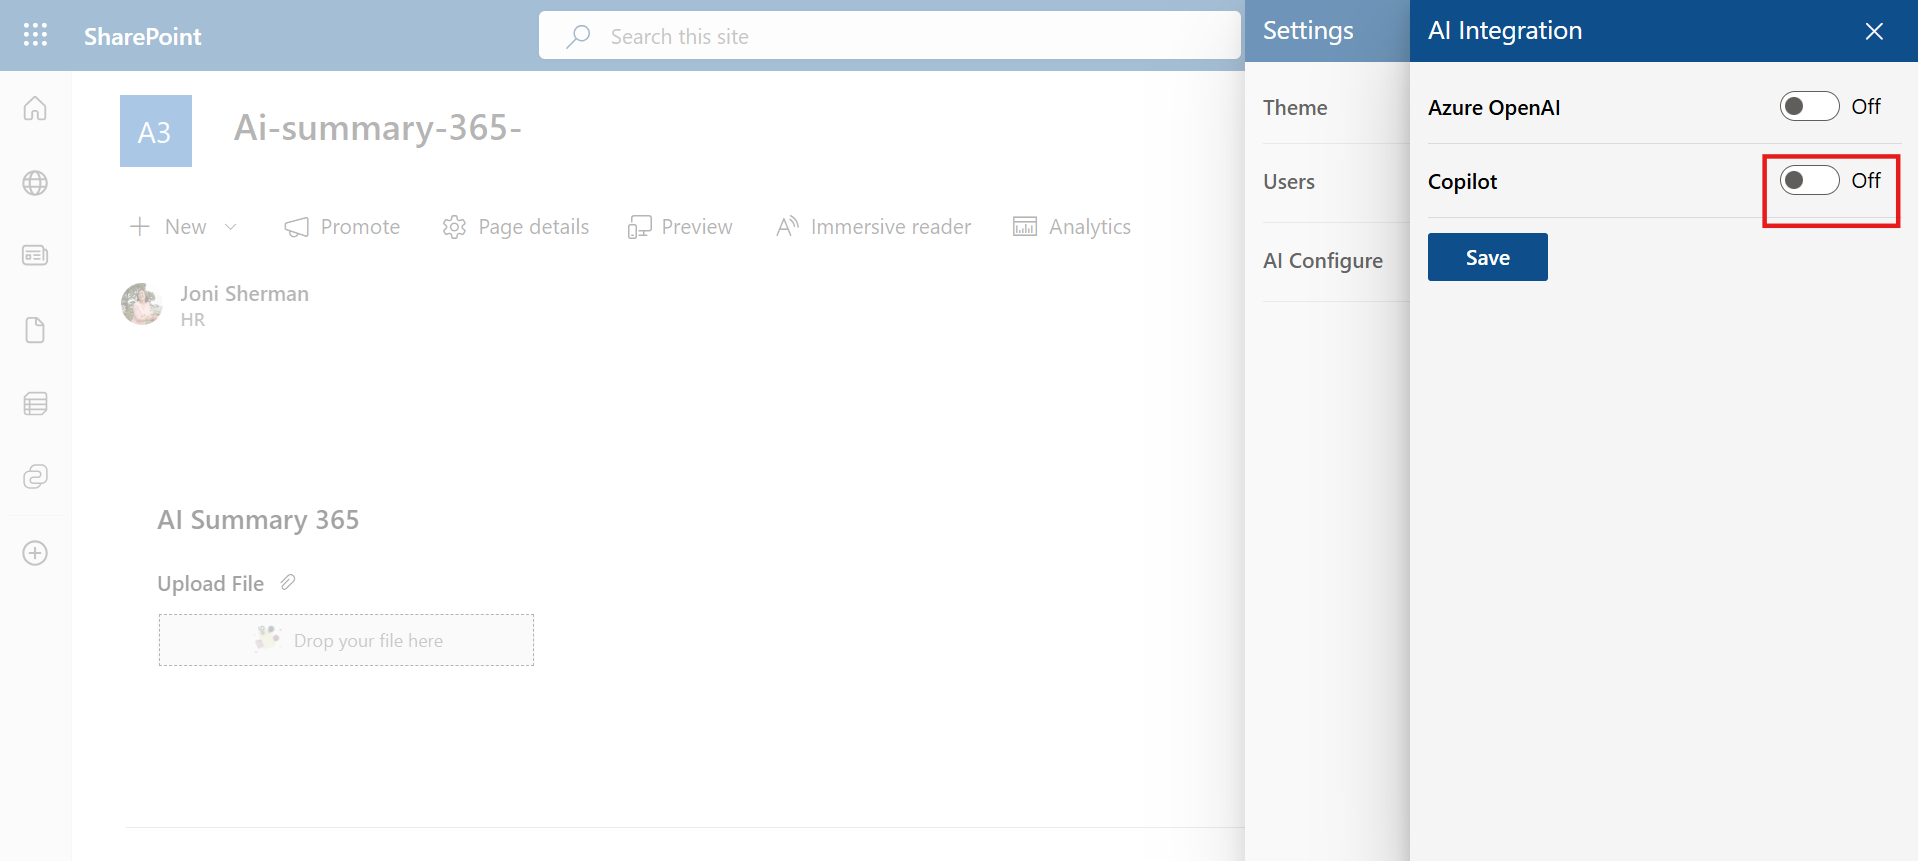 SharePoint
Search this site
Settings
AI Integration
A3
Ai-summary-365-
Theme
Azure OpenAI
Off
Users
Copilot
Off
New
Promote
Page details
Preview
Immersive reader
Analytics
AI Configure
Save
Joni Sherman
HR
AI Summary 365
Upload File
Drop your file here